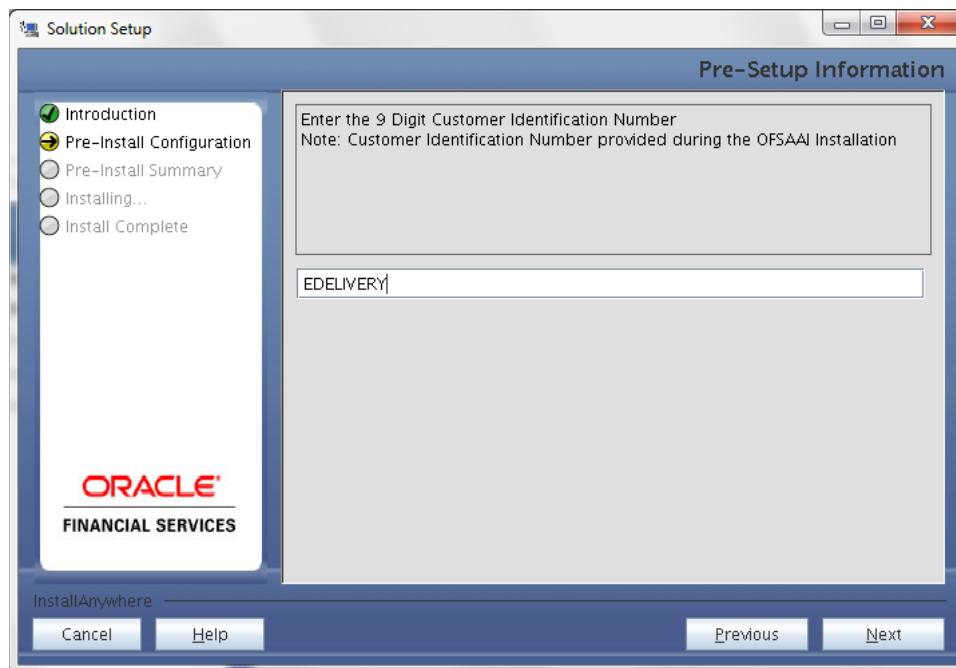 Solution Setup
Pre-Setup Information
Introduction
Pre-Install Configuration
Pre-Install Summary
Installing...
Install Complete
ORACLE'
FINANCIAL SERVICES
Enter the 9 Digit Customer Identification Number
Note: Customer Identification Number provided during the OFSAAI Installation
EDELIVERY
InstallAnywhere
Cancel
Help
Previous
Next